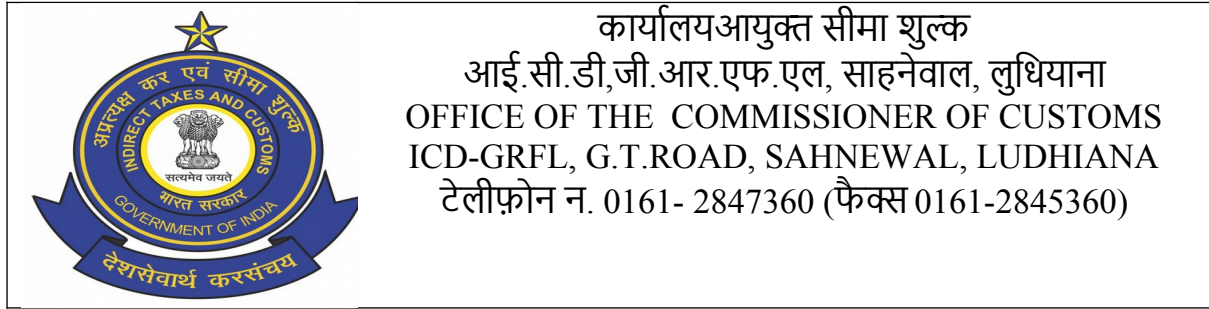 अप्रत्यक्ष कर एवं सीमा शुल्क
INDIRECT TAXES AND CUSTOMS
सत्यमेव जयते
भारत सरकार
GOVERNMENT OF INDIA
देशसेवार्थ करसंचय
कार्यालयआयुक्त सीमा शुल्क
आई.सी.डी,जी.आर.एफ.एल, साहनेवाल, लुधियाना
OFFICE OF THE COMMISSIONER OF CUSTOMS
ICD-GRFL, G.T.ROAD, SAHNEWAL, LUDHIANA
टेलीफ़ोन न. 0161- 2847360 (फैक्स 0161-2845360)